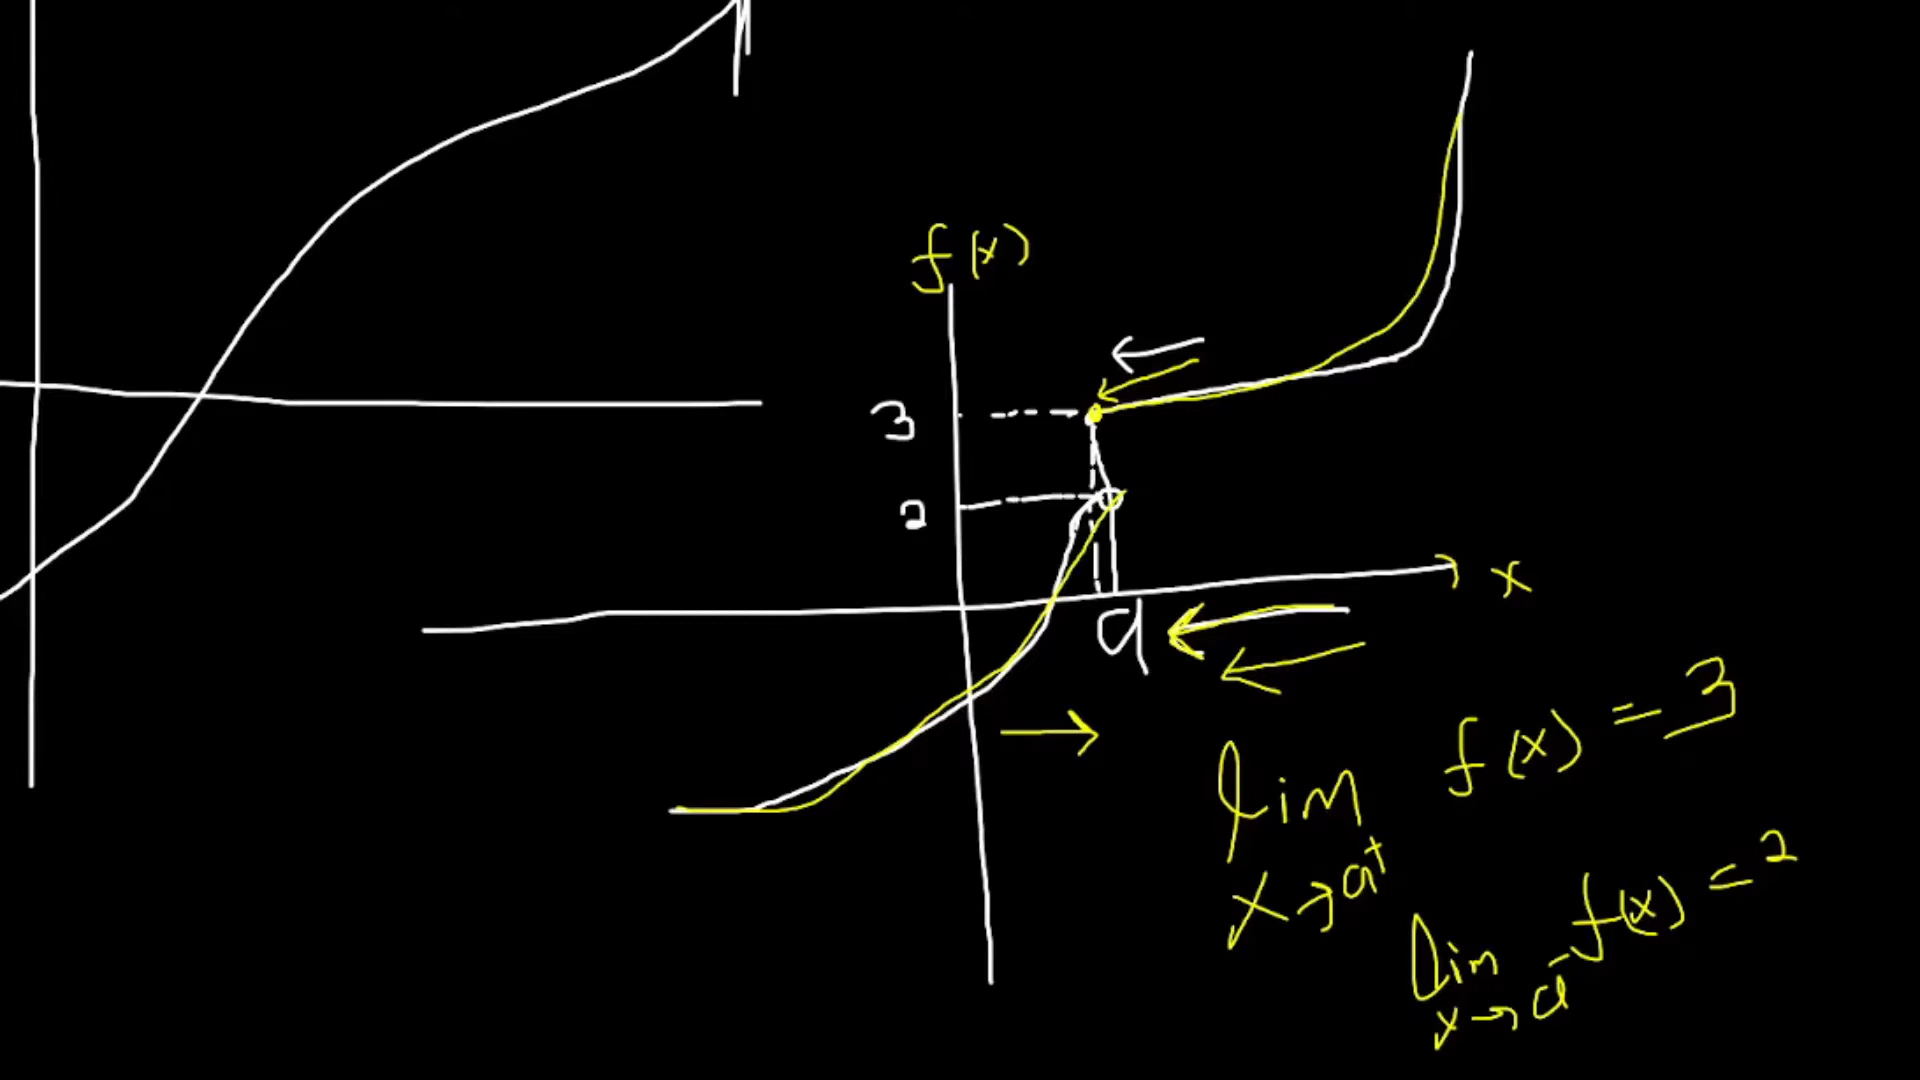 f(x)
3
2
x
a
lim f(x) = 3
x→a⁺
lim f(x) = 2
x→a⁻